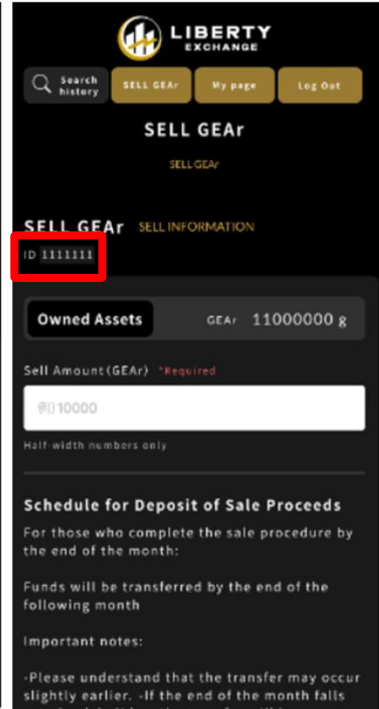 LIBERTY
EXCHANGE
Search
history
SELL GEAr
My page
Log Out
SELL GEAr
SELL GEAr
SELL GEAr SELL INFORMATION
ID 1111111
Owned Assets GEAr 11000000 g
Sell Amount(GEAr) *Required
例)10000
Half-width numbers only
Schedule for Deposit of Sale Proceeds
For those who complete the sale procedure by
the end of the month:
Funds will be transferred by the end of the
following month
Important notes:
-Please understand that the transfer may occur
slightly earlier. -If the end of the month falls